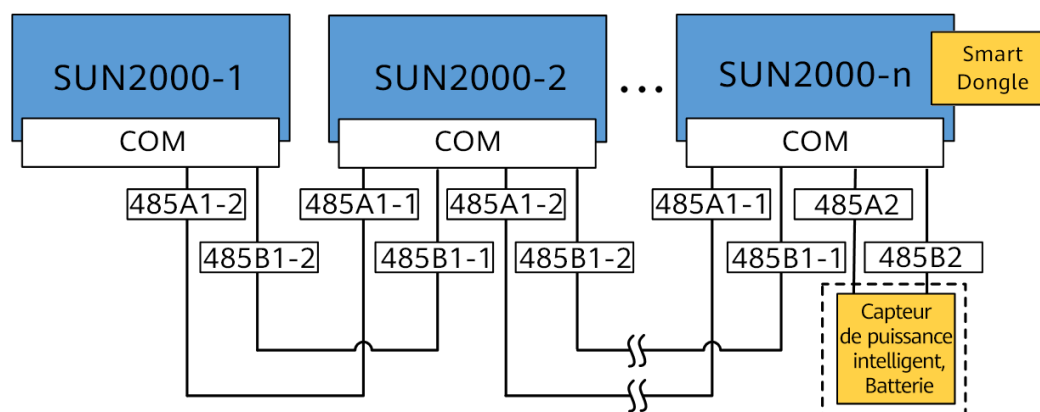 SUN2000-1
SUN2000-2
...
SUN2000-n
Smart
Dongle
COM
COM
COM
485A1-2
485A1-1
485A1-2
485A1-1
485A2
485B1-2
485B1-1
485B1-2
485B1-1
485B2
Capteur
de puissance
intelligent,
Batterie